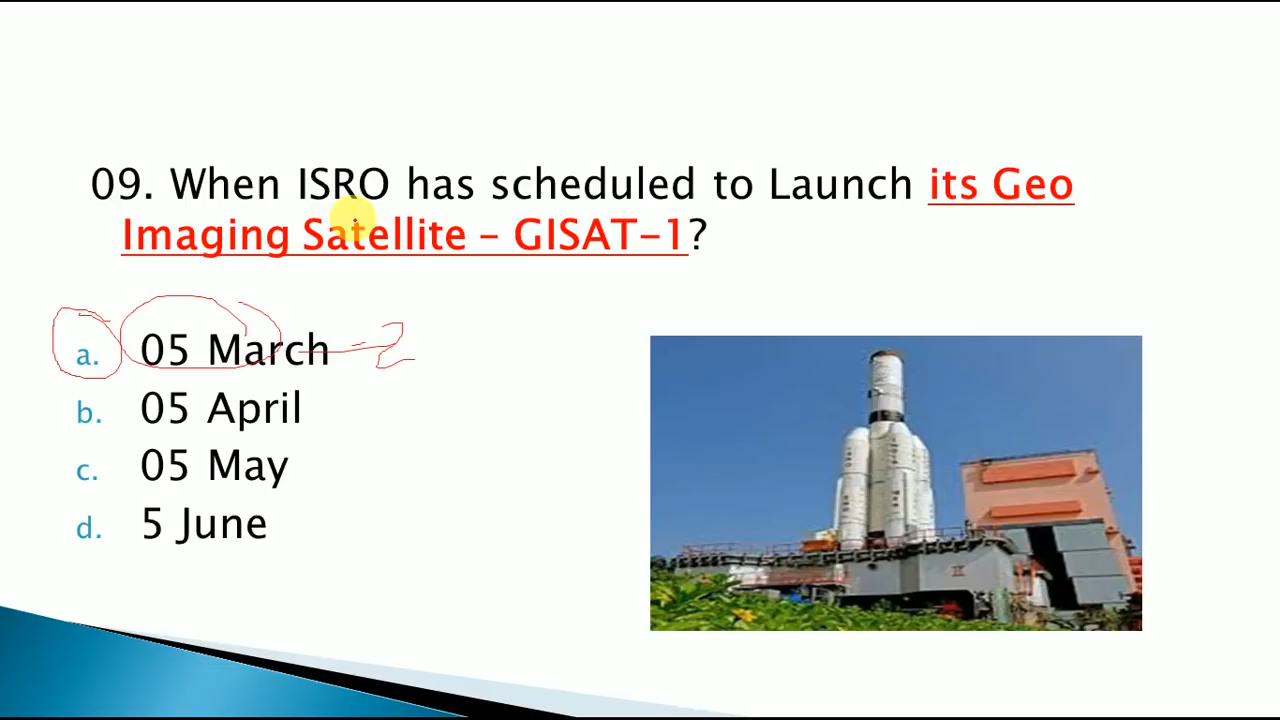 09. When ISRO has scheduled to Launch its Geo
Imaging Satellite – GISAT-1?
a. 05 March
b. 05 April
c. 05 May
d. 5 June